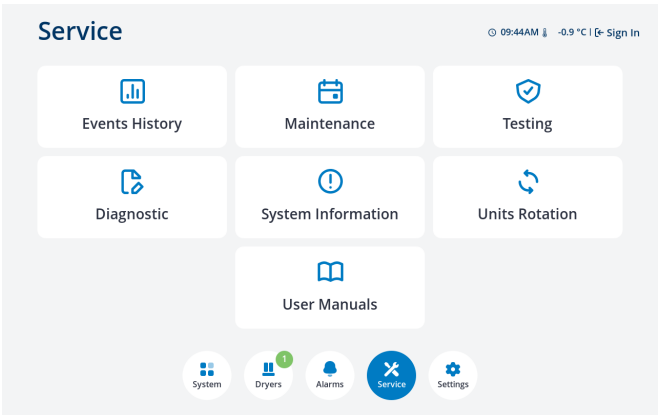 Service
09:44AM -0.9 °C | Sign In
Events History
Maintenance
Testing
Diagnostic
System Information
Units Rotation
User Manuals
1
System
Dryers
Alarms
Service
Settings